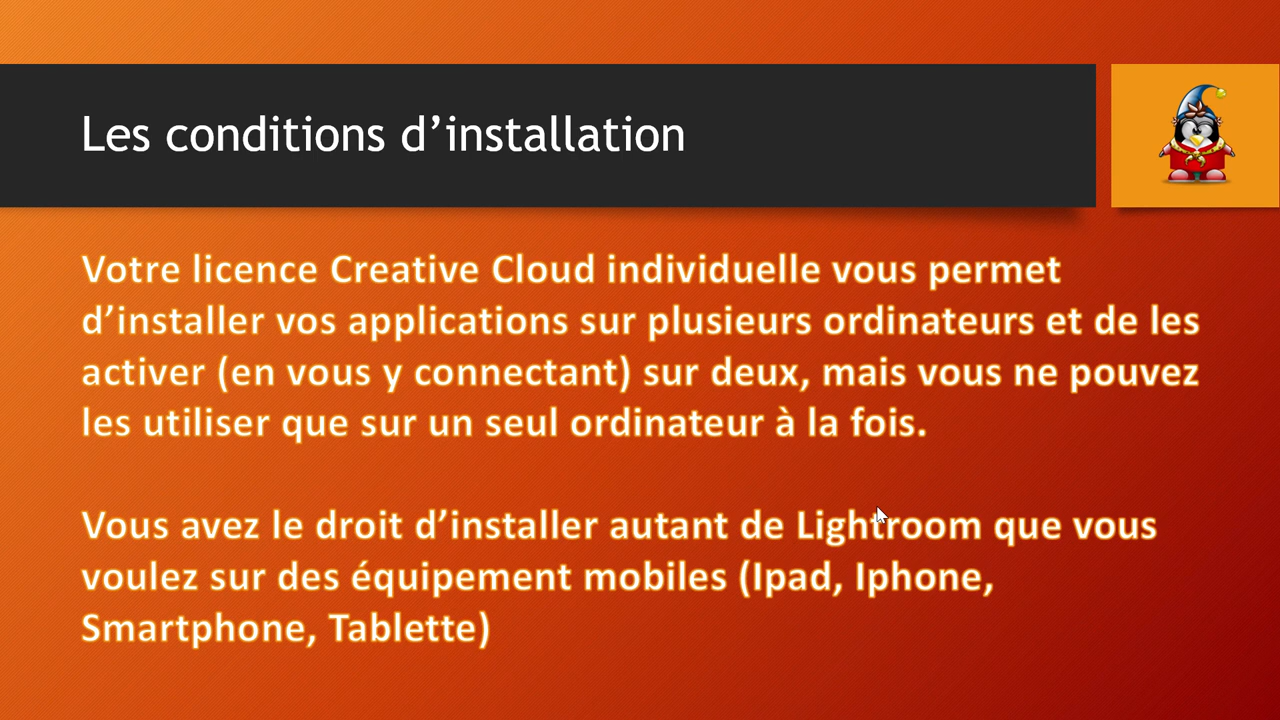 Les conditions d’installation
Votre licence Creative Cloud individuelle vous permet
d’installer vos applications sur plusieurs ordinateurs et de les
activer (en vous y connectant) sur deux, mais vous ne pouvez
les utiliser que sur un seul ordinateur à la fois.
Vous avez le droit d’installer autant de Lightroom que vous
voulez sur des équipement mobiles (Ipad, Iphone,
Smartphone, Tablette)